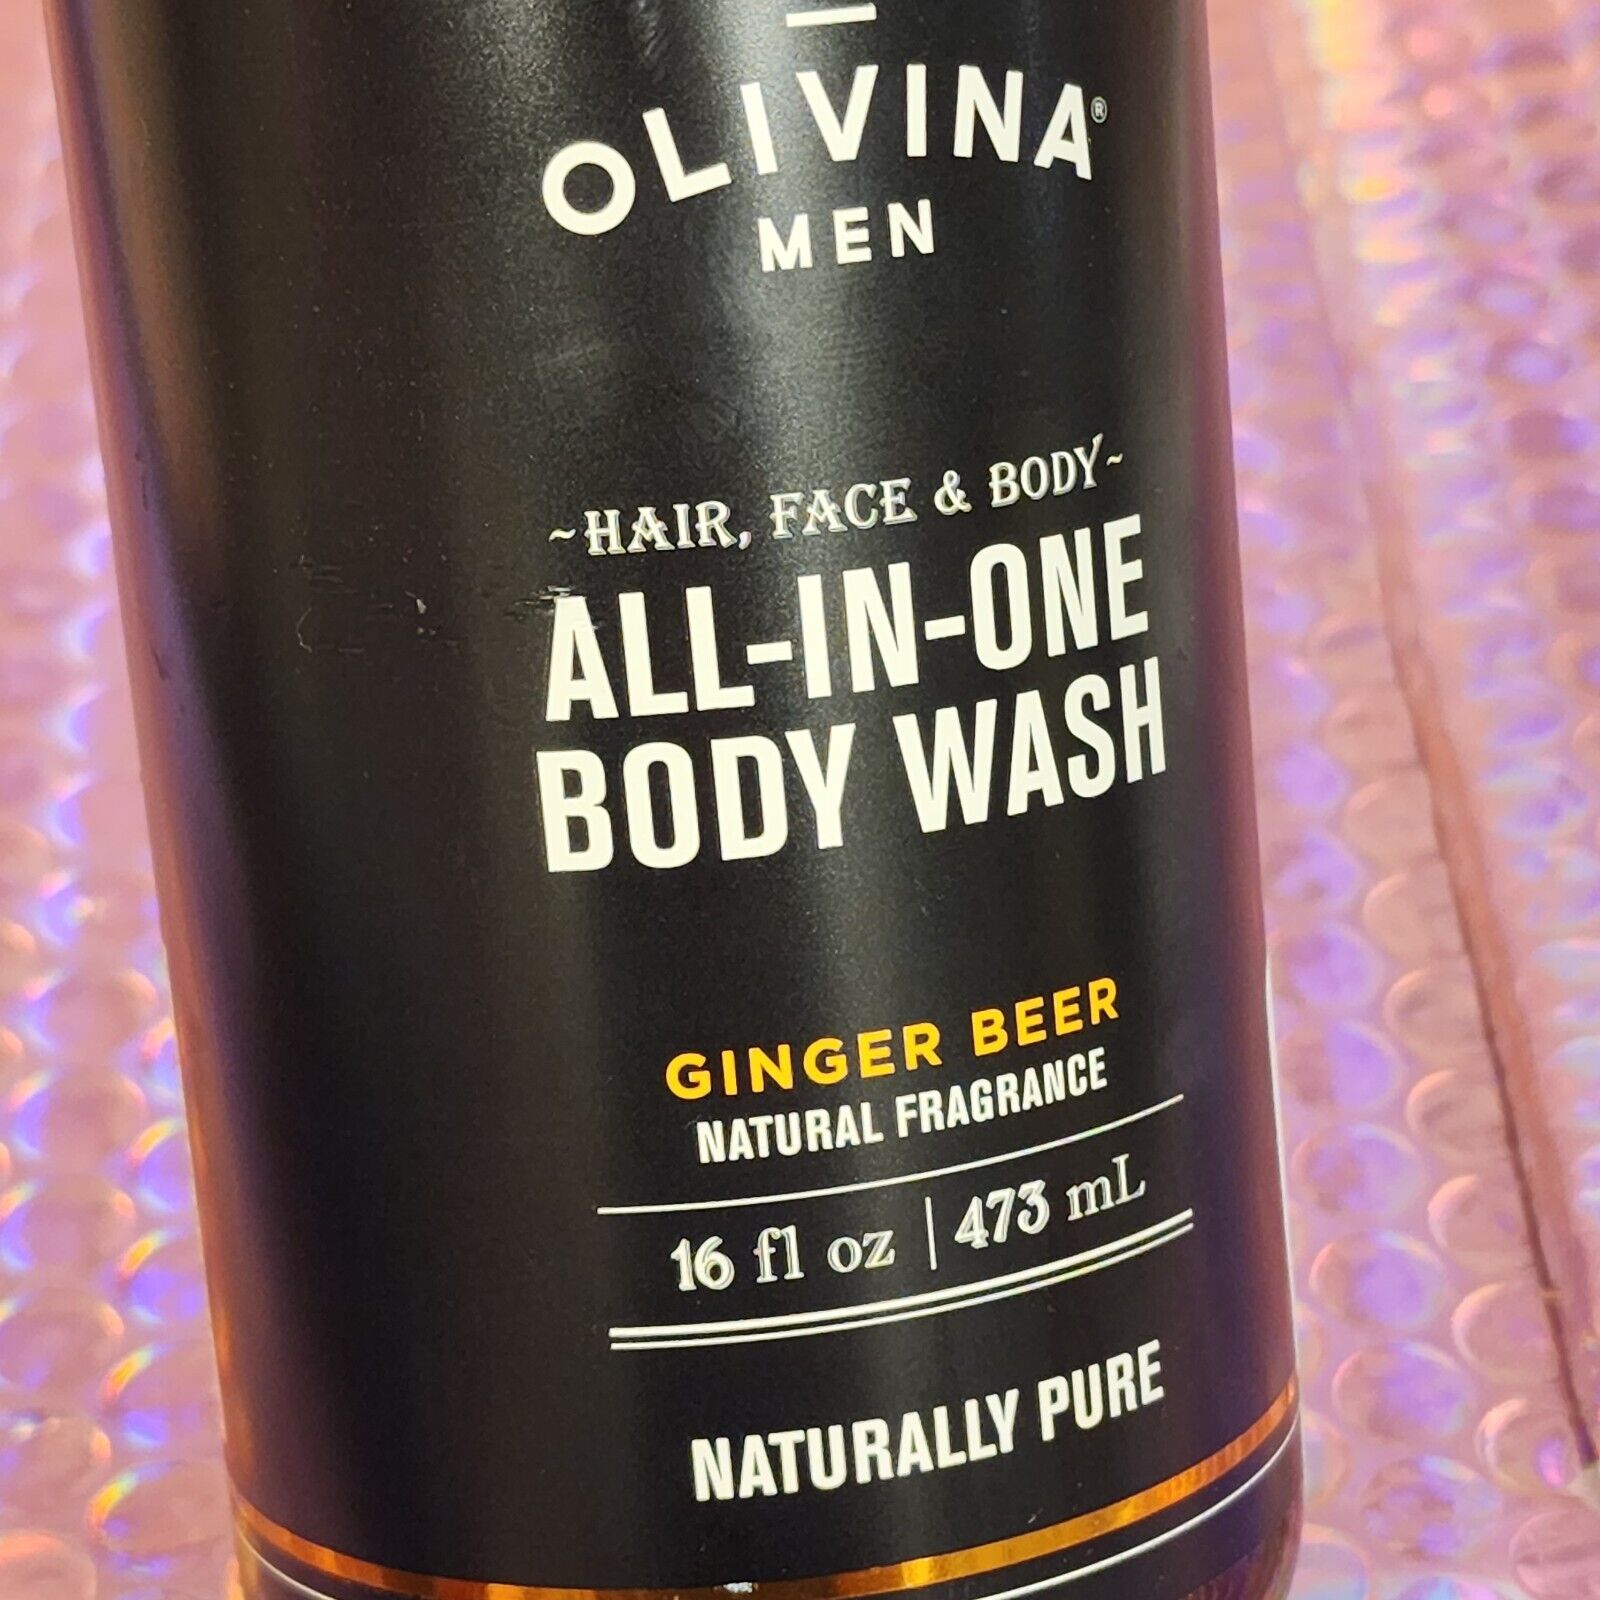 OLIVINA®
MEN
~HAIR, FACE & BODY~
ALL-IN-ONE
BODY WASH
GINGER BEER
NATURAL FRAGRANCE
16 fl oz | 473 mL
NATURALLY PURE